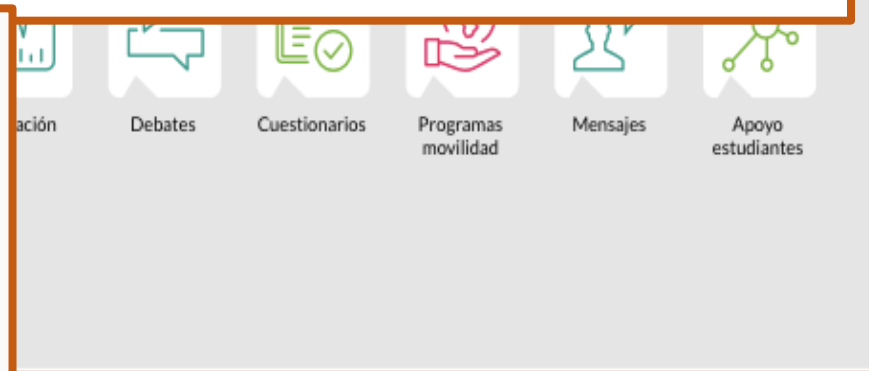 ación
Debates
Cuestionarios
Programas
movilidad
Mensajes
Apoyo
estudiantes